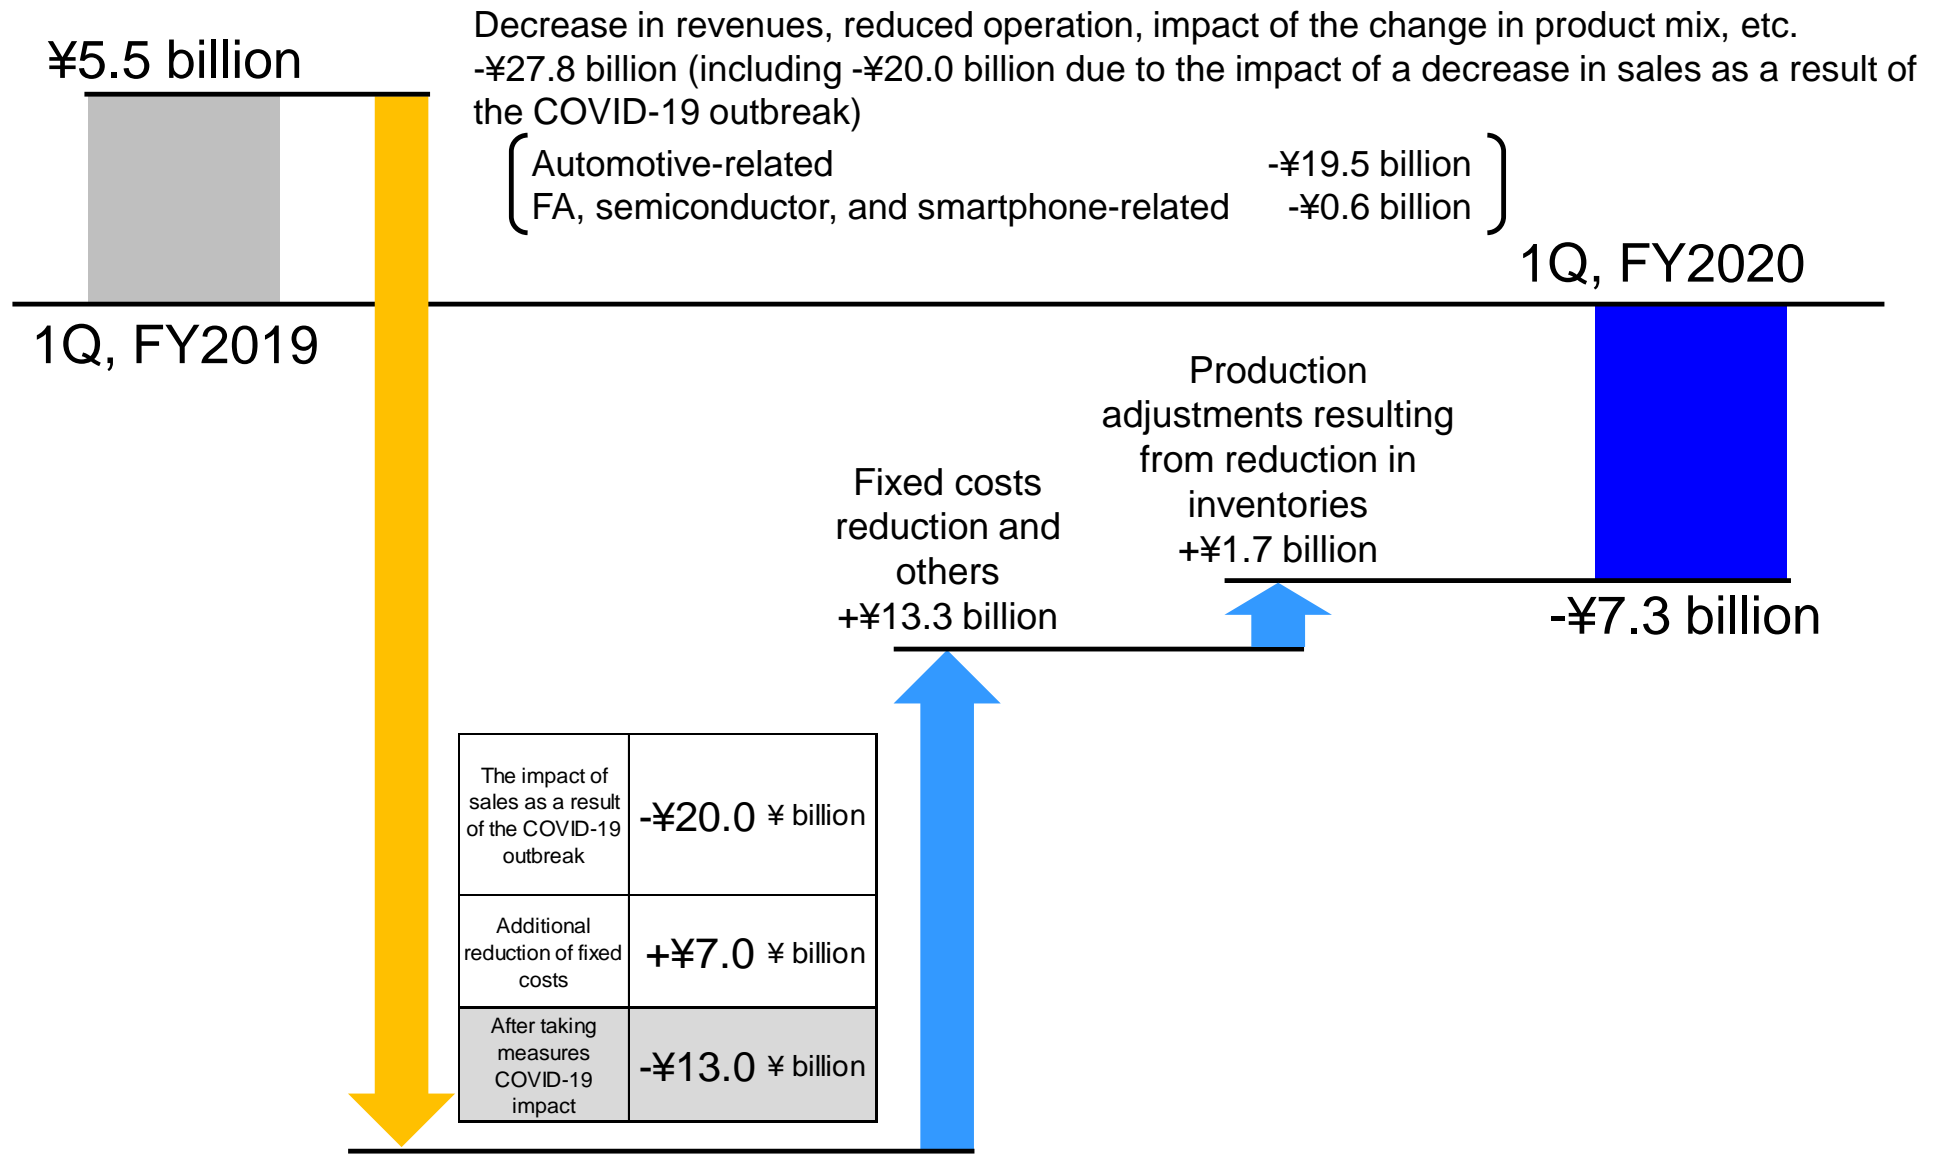 Decrease in revenues, reduced operation, impact of the change in product mix, etc.
-¥27.8 billion (including -¥20.0 billion due to the impact of a decrease in sales as a result of
the COVID-19 outbreak)
Automotive-related -¥19.5 billion
FA, semiconductor, and smartphone-related -¥0.6 billion
¥5.5 billion
1Q, FY2019
1Q, FY2020
-¥7.3 billion
Production
adjustments resulting
from reduction in
inventories
+¥1.7 billion
Fixed costs
reduction and
others
+¥13.3 billion
The impact of
sales as a result
of the COVID-19
outbreak
-¥20.0 ¥ billion
Additional
reduction of fixed
costs
+¥7.0 ¥ billion
After taking
measures
COVID-19
impact
-¥13.0 ¥ billion